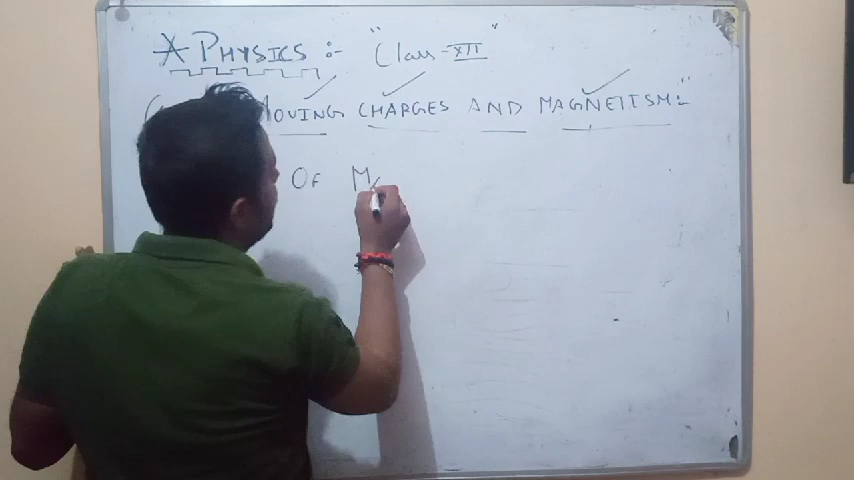 * PHYSICS :- "Class-XII"
MOVING CHARGES AND MAGNETISM:-"
OF M